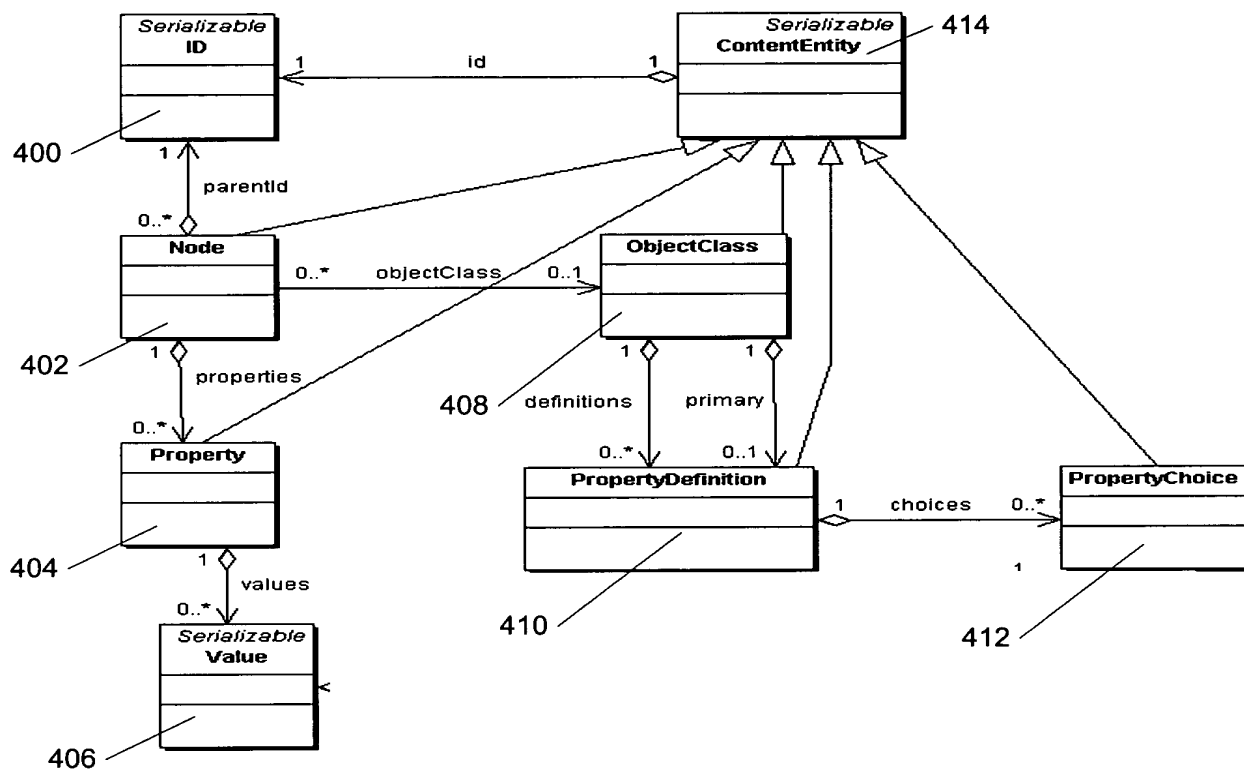 Serializable
ID
Serializable
ContentEntity
414
1
id
1
400
1
parentId
0..*
Node
ObjectClass
0..*
objectClass
0..1
402
1
properties
408
1
1
definitions
primary
0..*
0..*
0..1
Property
PropertyDefinition
PropertyChoice
1
choices
0..*
404
1
values
1
0..*
410
412
Serializable
Value
406